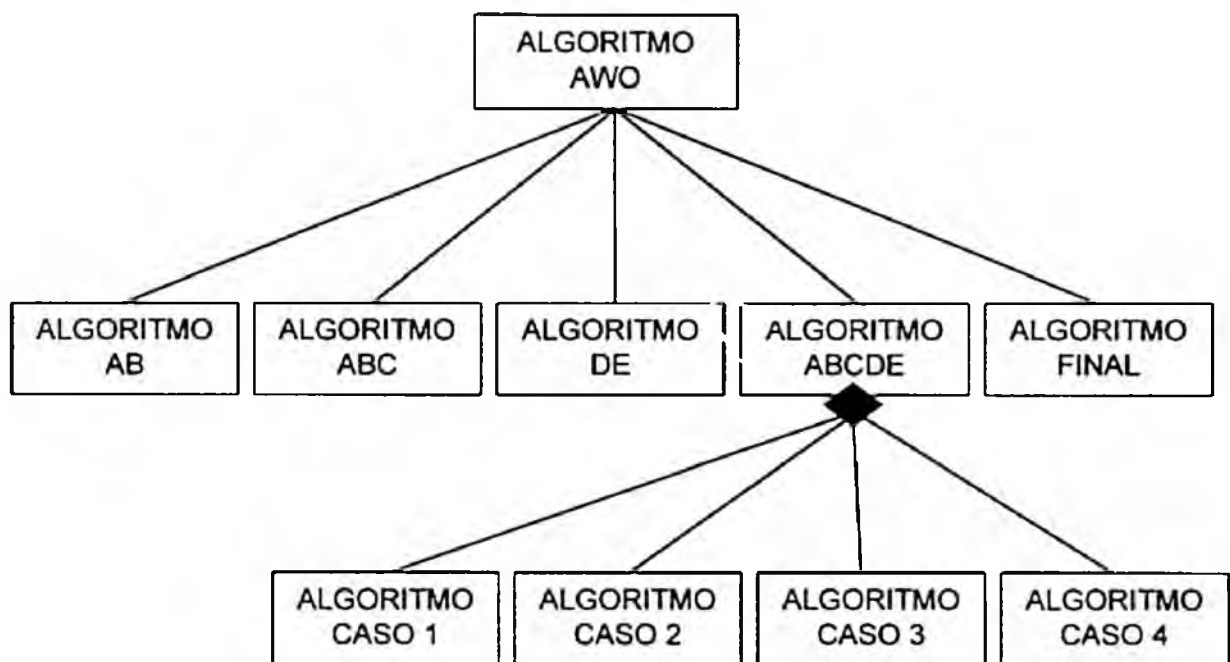 ALGORITMO
AWO
ALGORITMO
AB
ALGORITMO
ABC
ALGORITMO
DE
ALGORITMO
ABCDE
ALGORITMO
FINAL
ALGORITMO
CASO 1
ALGORITMO
CASO 2
ALGORITMO
CASO 3
ALGORITMO
CASO 4